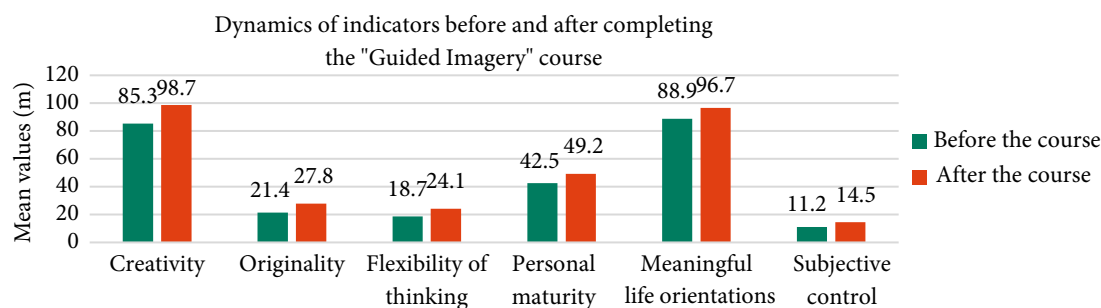 Dynamics of indicators before and after completing
the "Guided Imagery" course
Mean values (m)
120
100
80
60
40
20
0
85.3 98.7
21.4 27.8
18.7 24.1
42.5 49.2
88.9 96.7
11.2 14.5
Creativity
Originality
Flexibility of
thinking
Personal
maturity
Meaningful
life orientations
Subjective
control
Before the course
After the course